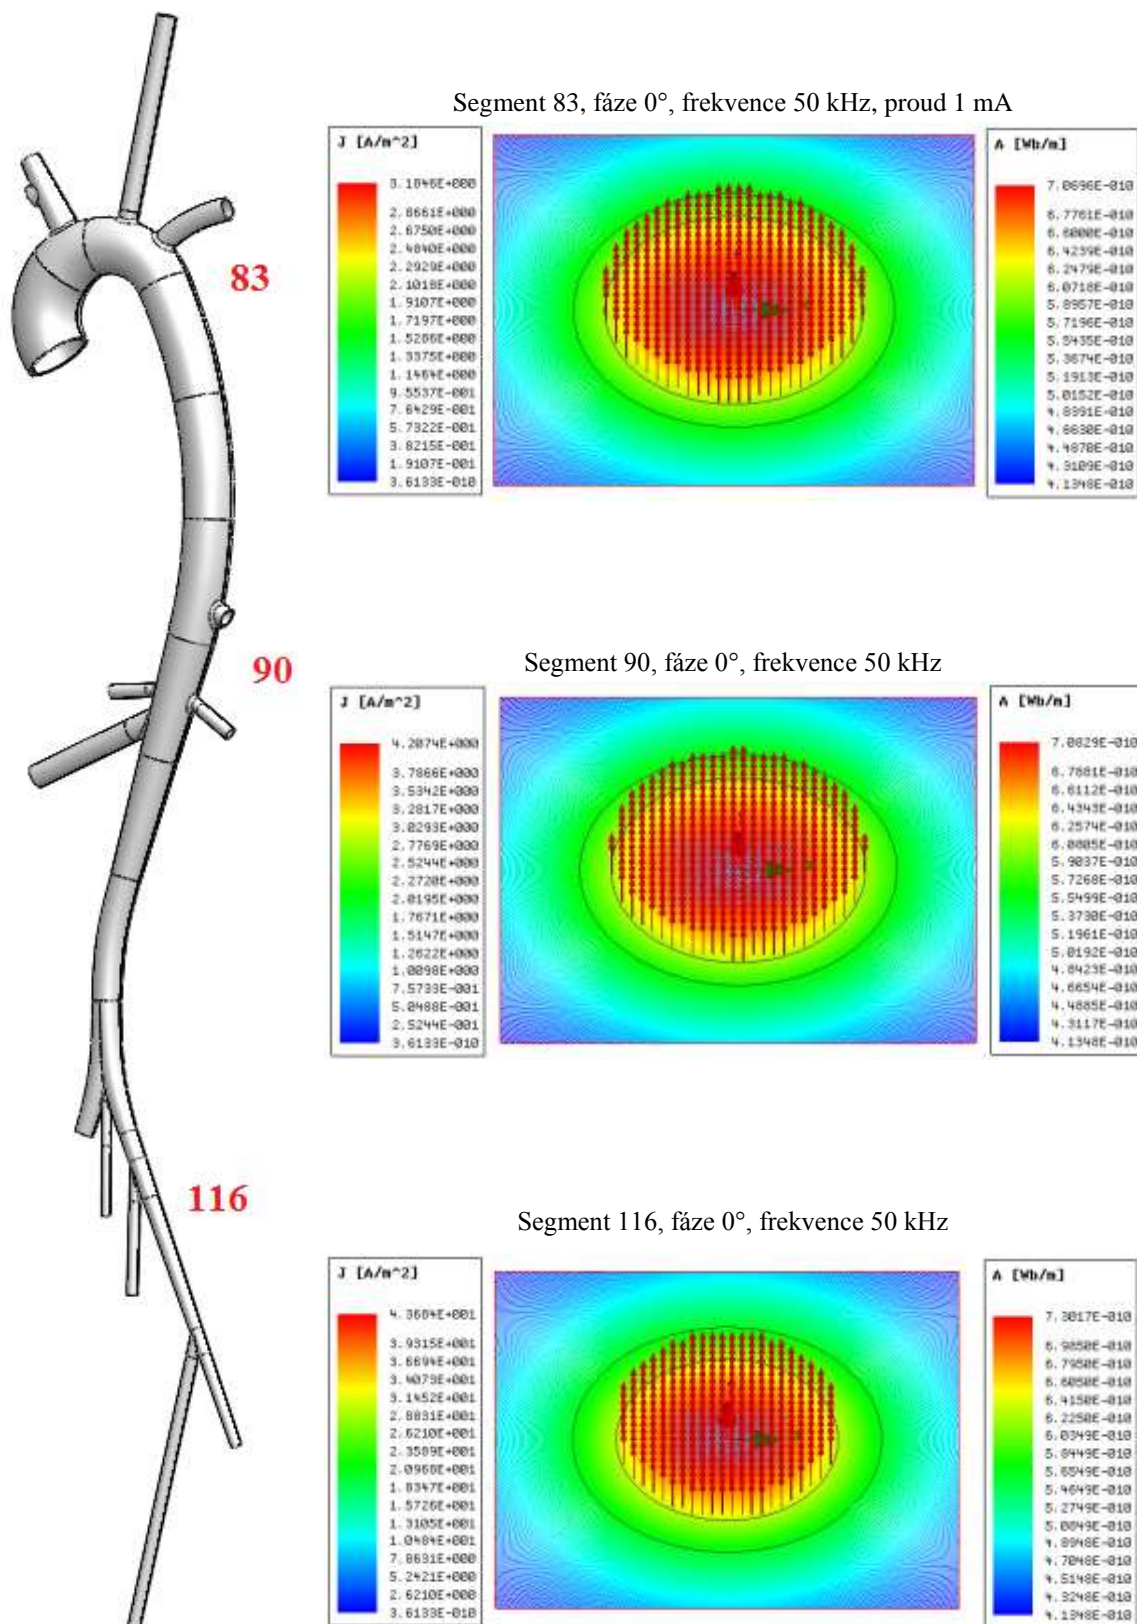 Segment 83, fáze 0°, frekvence 50 kHz, proud 1 mA
J [A/m^2]
3.1846E+000
2.8661E+000
2.6750E+000
2.4840E+000
2.2929E+000
2.1018E+000
1.9107E+000
1.7197E+000
1.5286E+000
1.3375E+000
1.1464E+000
9.5537E-001
7.6429E-001
5.7322E-001
3.8215E-001
1.9107E-001
3.6133E-010
A [Wb/m]
7.0696E-010
6.7761E-010
6.6000E-010
6.4239E-010
6.2479E-010
6.0718E-010
5.8957E-010
5.7196E-010
5.5435E-010
5.3674E-010
5.1913E-010
5.0152E-010
4.8391E-010
4.6630E-010
4.4870E-010
4.3109E-010
4.1348E-010
83
Segment 90, fáze 0°, frekvence 50 kHz
J [A/m^2]
4.2074E+000
3.7866E+000
3.5342E+000
3.2817E+000
3.0293E+000
2.7769E+000
2.5244E+000
2.2720E+000
2.0195E+000
1.7671E+000
1.5147E+000
1.2622E+000
1.0098E+000
7.5733E-001
5.0488E-001
2.5244E-001
3.6133E-010
A [Wb/m]
7.0829E-010
6.7881E-010
6.6112E-010
6.4343E-010
6.2574E-010
6.0805E-010
5.9037E-010
5.7268E-010
5.5499E-010
5.3730E-010
5.1961E-010
5.0192E-010
4.8423E-010
4.6654E-010
4.4885E-010
4.3117E-010
4.1348E-010
90
Segment 116, fáze 0°, frekvence 50 kHz
J [A/m^2]
4.3684E+001
3.9315E+001
3.6694E+001
3.4073E+001
3.1452E+001
2.8831E+001
2.6210E+001
2.3589E+001
2.0968E+001
1.8347E+001
1.5726E+001
1.3105E+001
1.0484E+001
7.8631E+000
5.2421E+000
2.6210E+000
3.6133E-010
A [Wb/m]
7.3017E-010
6.9850E-010
6.7950E-010
6.6050E-010
6.4150E-010
6.2250E-010
6.0349E-010
5.8449E-010
5.6549E-010
5.4649E-010
5.2749E-010
5.0849E-010
4.8948E-010
4.7048E-010
4.5148E-010
4.3248E-010
4.1348E-010
116